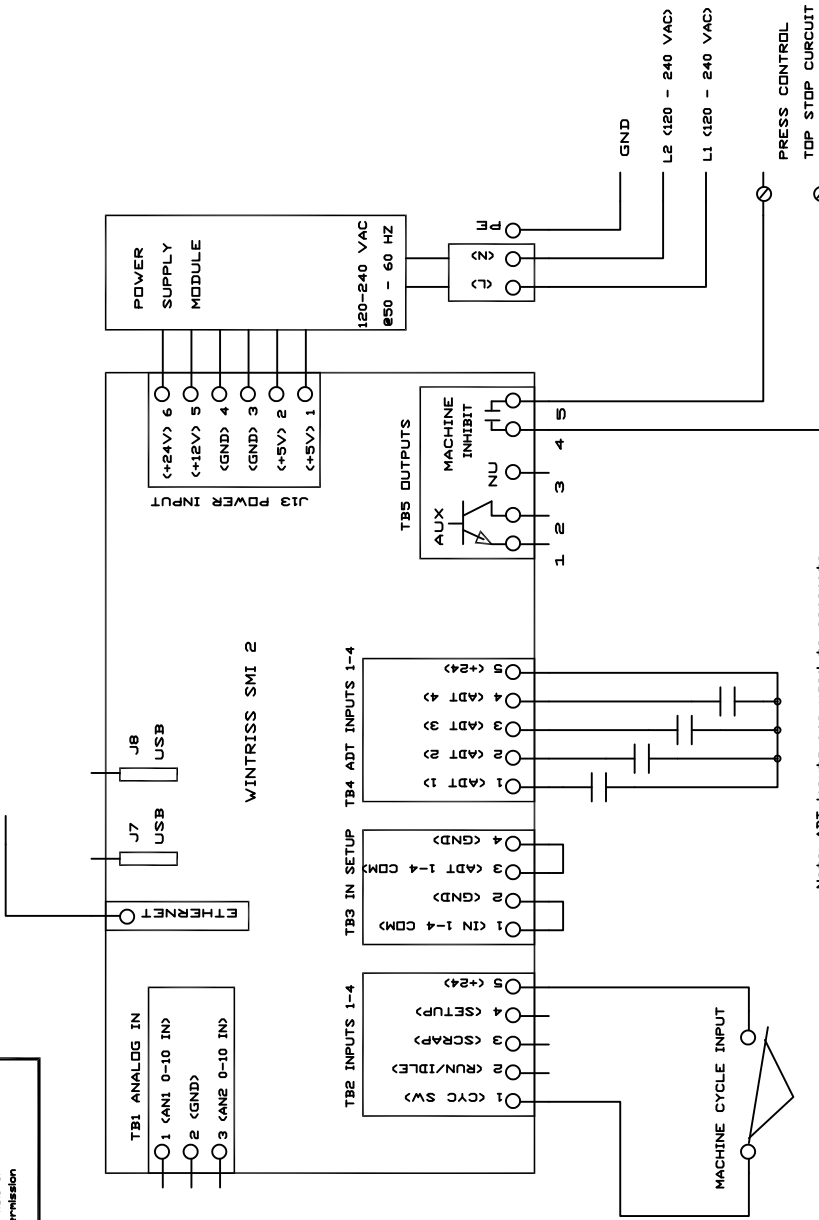 ermission
TB1 ANALOG IN
1 (AN1 0-10 IN)
2 (GND)
3 (AN2 0-10 IN)
ETHERNET
J7
USB
J8
USB
WINTRISS SMI 2
J13 POWER INPUT
(+24V) 6
(+12V) 5
(GND) 4
(GND) 3
(+5V) 2
(+5V) 1
POWER
SUPPLY
MODULE
120-240 VAC
@50 - 60 HZ
PE
(N)
(L)
GND
L2 (120 - 240 VAC)
L1 (120 - 240 VAC)
PRESS CONTROL
TOP STOP CURCUIT
TB2 INPUTS 1-4
1 (CYC SW)
2 (RUN/IDLE)
3 (SCRAP)
4 (SETUP)
5 (+24)
TB3 IN SETUP
1 (IN 1-4 COM)
2 (GND)
3 (ADT 1-4 COM)
4 (GND)
TB4 ADT INPUTS 1-4
1 (ADT 1)
2 (ADT 2)
3 (ADT 3)
4 (ADT 4)
5 (+24)
TB5 OUTPUTS
AUX
NU
MACHINE
INHIBIT
1
2
3
4
5
MACHINE CYCLE INPUT